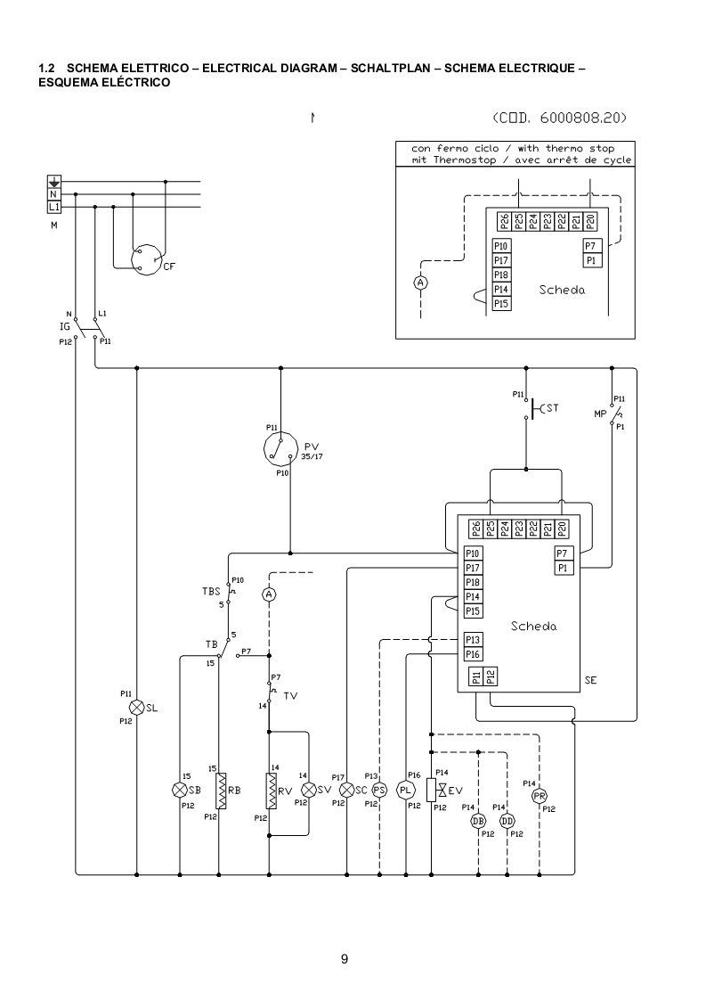 1.2 SCHEMA ELETTRICO – ELECTRICAL DIAGRAM – SCHALTPLAN – SCHEMA ELECTRIQUE –
ESQUEMA ELÉCTRICO
(COD. 6000808.20)
con fermo ciclo / with thermo stop
mit Thermostop / avec arrêt de cycle
P26 P25 P24 P23 P22 P21 P20
P10 P7
P17 P1
P18
P14
P15
Scheda
A
N
L1
M
CF
N L1
IG
P12 P11
P11
ST
P11
MP
P1
P11
PV
35/17
P10
P26 P25 P24 P23 P22 P21 P20
P10 P7
P17 P1
P18
P14
P15
Scheda
P13
P16
P11 P12
SE
P10
TBS
5
A
5
TB
15
P7
P7
TV
14
P11
SL
P12
15
SB
P12
15
RB
P12
14
RV
P12
14
SV
P12
P17
SC
P12
P13
PS
P12
P16
PL
P12
P14
EV
P12
P14
DB
P12
P14
DD
P12
P14
PR
P12
9